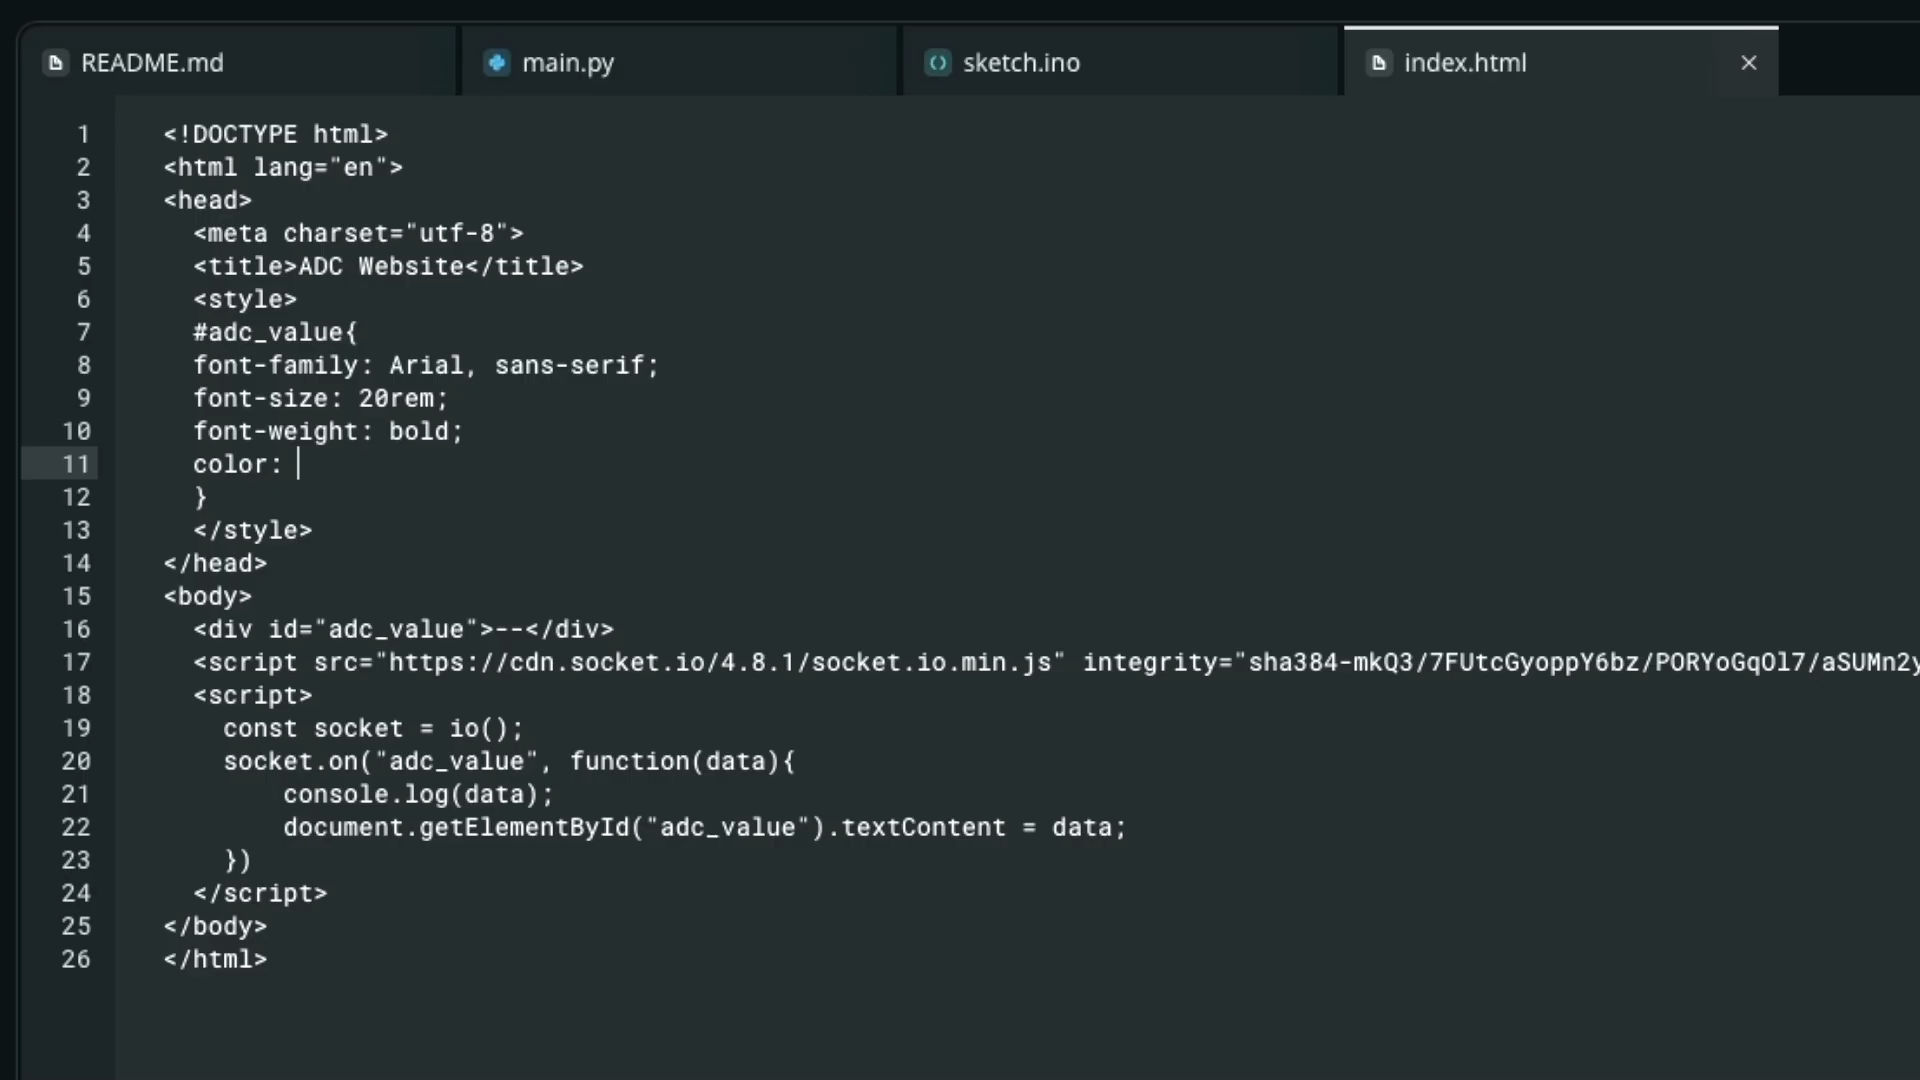 README.md
main.py
sketch.ino
index.html
1 <!DOCTYPE html>
2 <html lang="en">
3 <head>
4 <meta charset="utf-8">
5 <title>ADC Website</title>
6 <style>
7 #adc_value{
8 font-family: Arial, sans-serif;
9 font-size: 20rem;
10 font-weight: bold;
11 color:
12 }
13 </style>
14 </head>
15 <body>
16 <div id="adc_value">--</div>
17 <script src="https://cdn.socket.io/4.8.1/socket.io.min.js" integrity="sha384-mkQ3/7FUtcGyoppY6bz/PORYoGqOl7/aSUMn2y
18 <script>
19 const socket = io();
20 socket.on("adc_value", function(data){
21 console.log(data);
22 document.getElementById("adc_value").textContent = data;
23 })
24 </script>
25 </body>
26 </html>